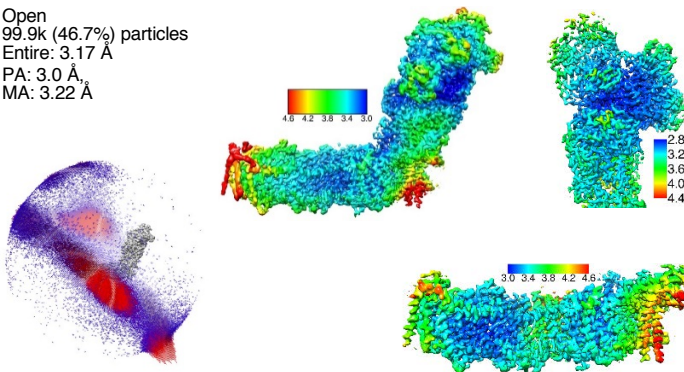 Open
99.9k (46.7%) particles
Entire: 3.17 Å
PA: 3.0 Å,
MA: 3.22 Å
4.6 4.2 3.8 3.4 3.0
2.8
3.2
3.6
4.0
4.4
3.0 3.4 3.8 4.2 4.6